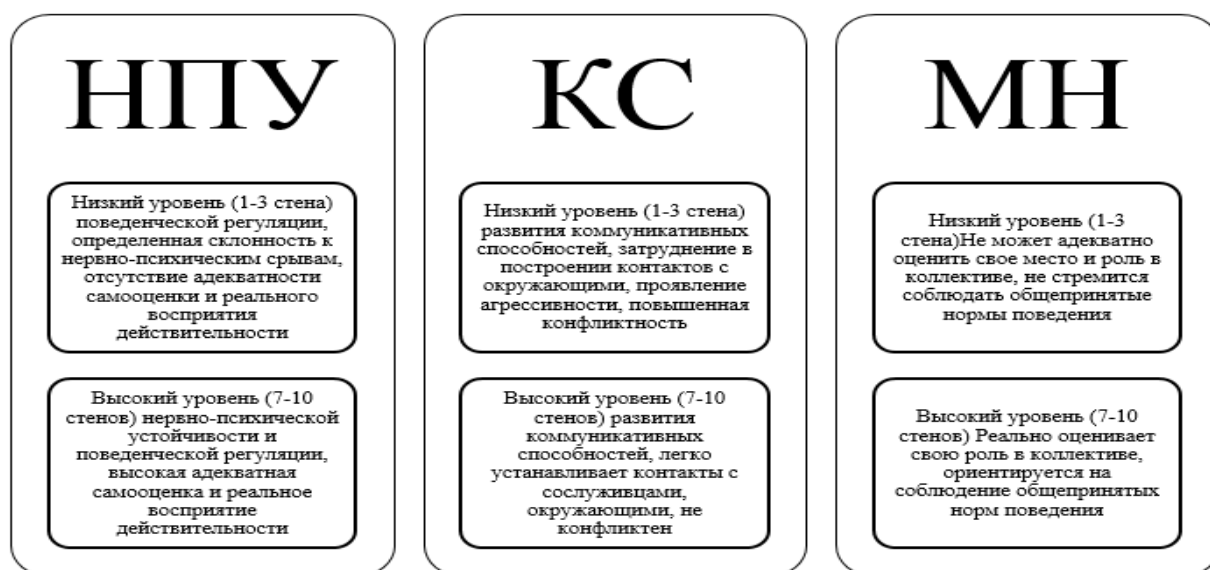 НПУ
Низкий уровень (1-3 стена)
поведенческой регуляции,
определенная склонность к
нервно-психическим срывам,
отсутствие адекватности
самооценки и реального
восприятия
действительности
Высокий уровень (7-10
стенов) нервно-психической
устойчивости и
поведенческой регуляции,
высокая адекватная
самооценка и реальное
восприятие
действительности
КС
Низкий уровень (1-3 стена)
развития коммуникативных
способностей, затруднение в
построении контактов с
окружающими, проявление
агрессивности, повышенная
конфликтность
Высокий уровень (7-10
стенов) развития
коммуникативных
способностей, легко
устанавливает контакты с
сослуживцами,
окружающими, не
конфликтен
МН
Низкий уровень (1-3
стена)Не может адекватно
оценить свое место и роль в
коллективе, не стремится
соблюдать общепринятые
нормы поведения
Высокий уровень (7-10
стенов) Реально оценивает
свою роль в коллективе,
ориентируется на
соблюдение общепринятых
норм поведения